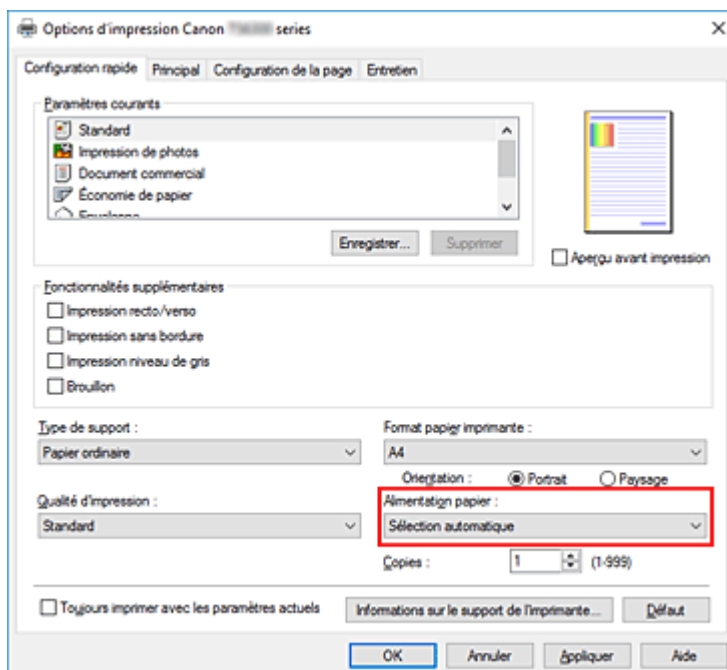 Options d'impression Canon series
Configuration rapide Principal Configuration de la page Entretien
Paramètres courants
Standard
Impression de photos
Document commercial
Économie de papier
Enregistrer... Supprimer
Aperçu avant impression
Fonctionnalités supplémentaires
Impression recto/verso
Impression sans bordure
Impression niveau de gris
Brouillon
Type de support :
Papier ordinaire
Format papier imprimante :
A4
Orientation : Portrait Paysage
Qualité d'impression :
Standard
Alimentation papier :
Sélection automatique
Copies : 1 (1-999)
Toujours imprimer avec les paramètres actuels
Informations sur le support de l'imprimante... Défaut
OK Annuler Appliquer Aide